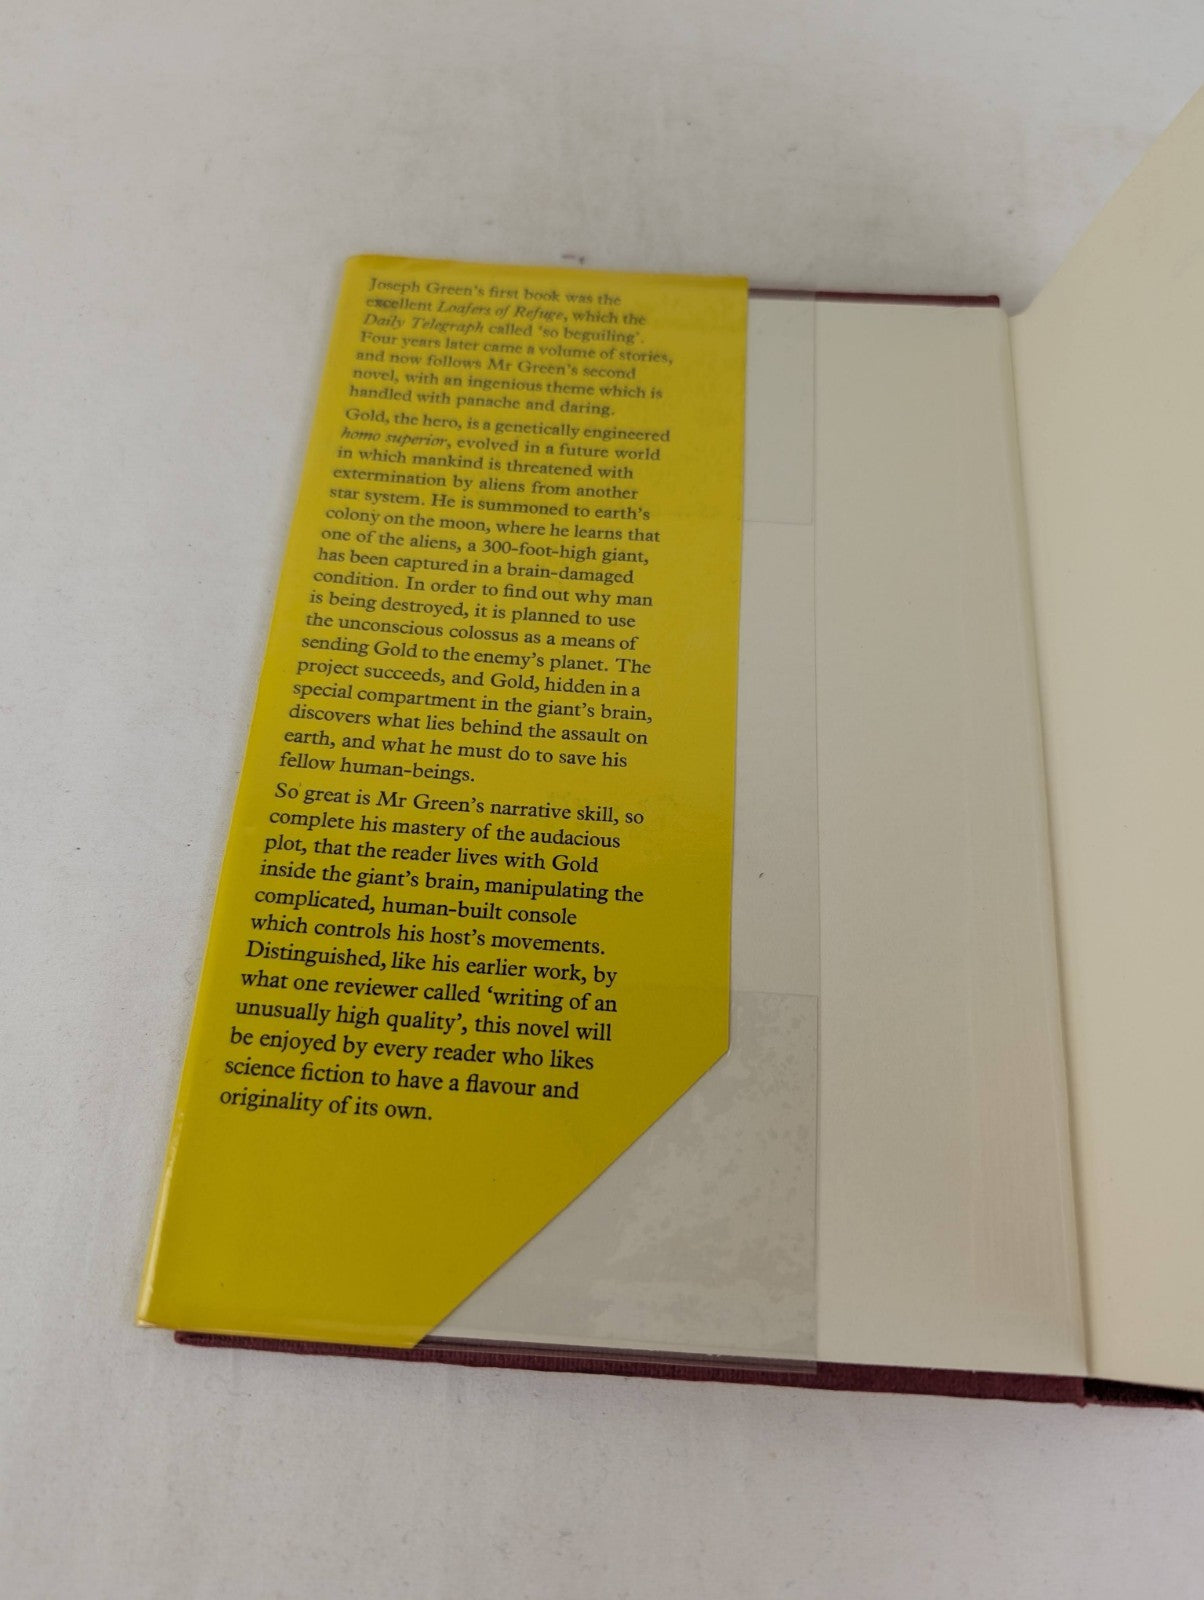 Joseph Green's first book was the
excellent Loafers of Refuge, which the
Daily Telegraph called 'so beguiling'.
Four years later came a volume of stories,
and now follows Mr Green's second
novel, with an ingenious theme which is
handled with panache and daring.
Gold, the hero, is a genetically engineered
homo superior, evolved in a future world
in which mankind is threatened with
extermination by aliens from another
star system. He is summoned to earth's
colony on the moon, where he learns that
one of the aliens, a 300-foot-high giant,
has been captured in a brain-damaged
condition. In order to find out why man
is being destroyed, it is planned to use
the unconscious colossus as a means of
sending Gold to the enemy's planet. The
project succeeds, and Gold, hidden in a
special compartment in the giant's brain,
discovers what lies behind the assault on
earth, and what he must do to save his
fellow human-beings.
So great is Mr Green's narrative skill, so
complete his mastery of the audacious
plot, that the reader lives with Gold
inside the giant's brain, manipulating the
complicated, human-built console
which controls his host's movements.
Distinguished, like his earlier work, by
what one reviewer called 'writing of an
unusually high quality', this novel will
be enjoyed by every reader who likes
science fiction to have a flavour and
originality of its own.